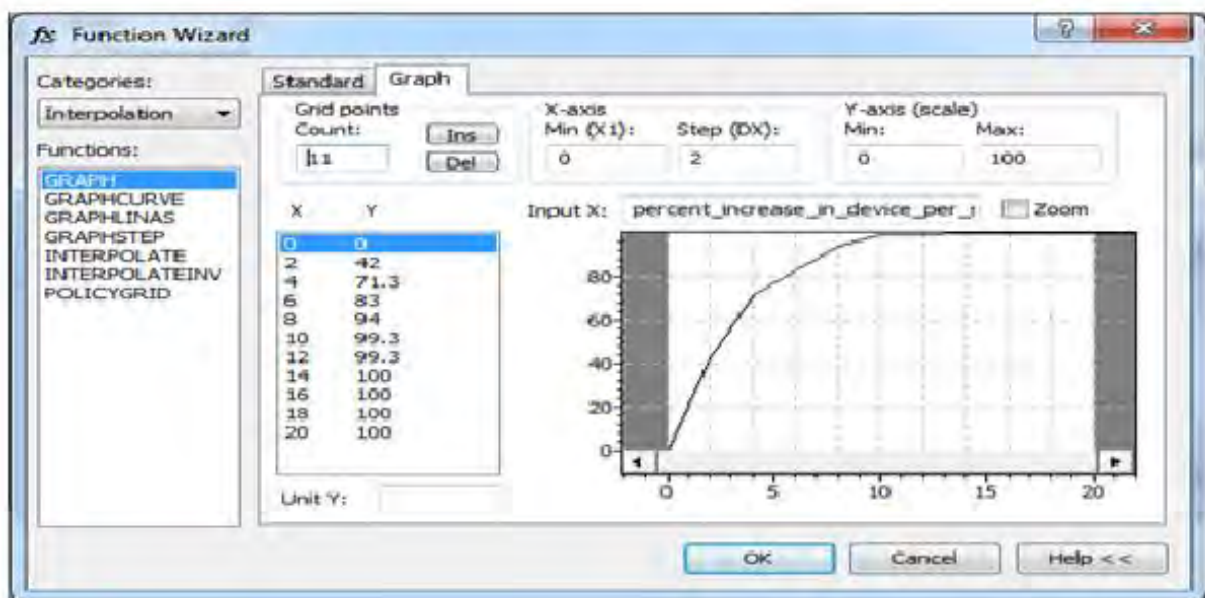 fx Function Wizard
Categories:
Interpolation
Functions:
GRAPH
GRAPHCURVE
GRAPHLINAS
GRAPHSTEP
INTERPOLATE
INTERPOLATEINV
POLICYGRID
Standard Graph
Grid points
Count:
11
Ins
Del
X-axis
Min (X1): Step (DX):
0 2
Y-axis (scale)
Min: Max:
0 100
X Y
0 0
2 42
4 71.3
6 83
8 94
10 99.3
12 99.3
14 100
16 100
18 100
20 100
Unit Y:
Input X: percent_increase_in_device_per_ Zoom
80
60
40
20
0
0 5 10 15 20
OK Cancel Help <<